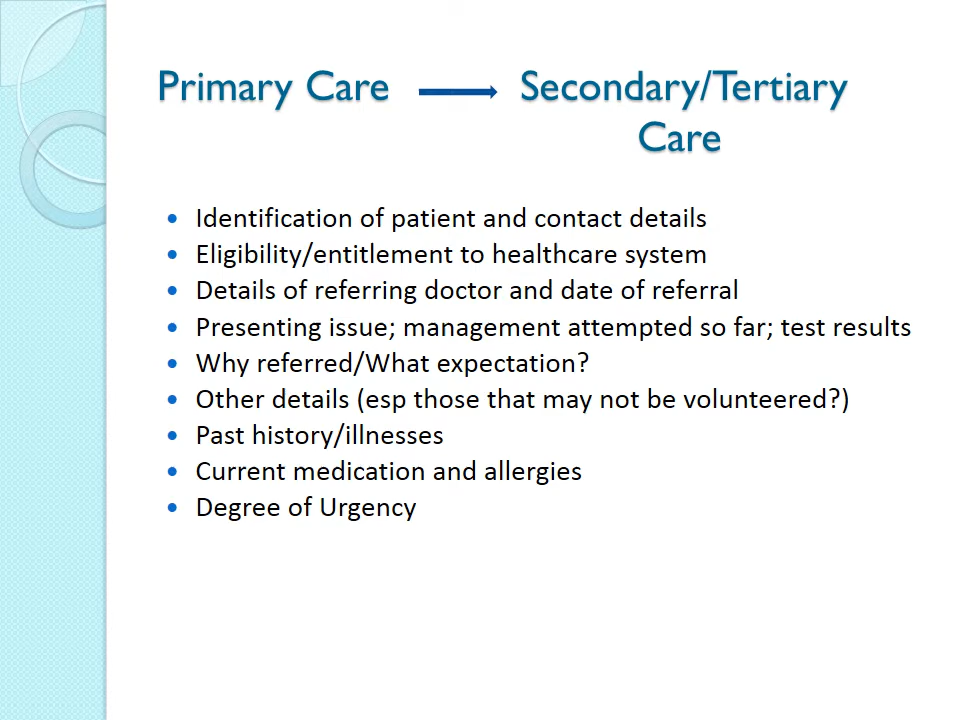 Primary Care Secondary/Tertiary
Care
Identification of patient and contact details
Eligibility/entitlement to healthcare system
Details of referring doctor and date of referral
Presenting issue; management attempted so far; test results
Why referred/What expectation?
Other details (esp those that may not be volunteered?)
Past history/illnesses
Current medication and allergies
Degree of Urgency